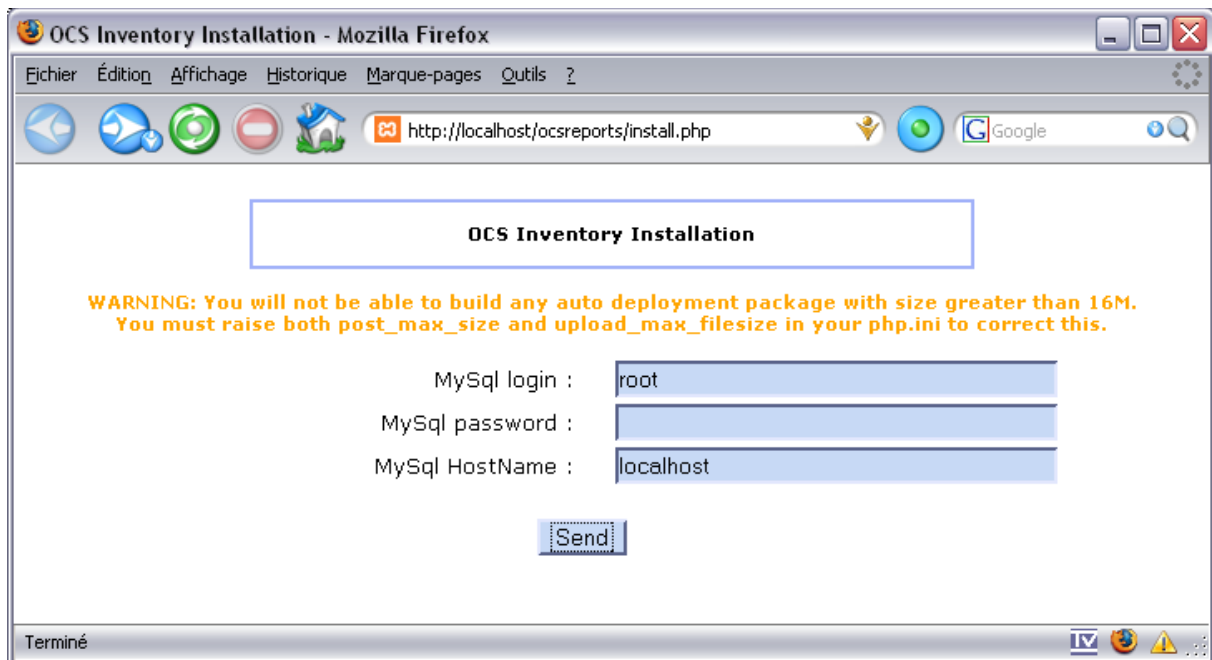 OCS Inventory Installation - Mozilla Firefox
Fichier Édition Affichage Historique Marque-pages Outils ?
http://localhost/ocsreports/install.php G Google
OCS Inventory Installation
WARNING: You will not be able to build any auto deployment package with size greater than 16M.
You must raise both post_max_size and upload_max_filesize in your php.ini to correct this.
MySql login : root
MySql password :
MySql HostName : localhost
Send
Terminé